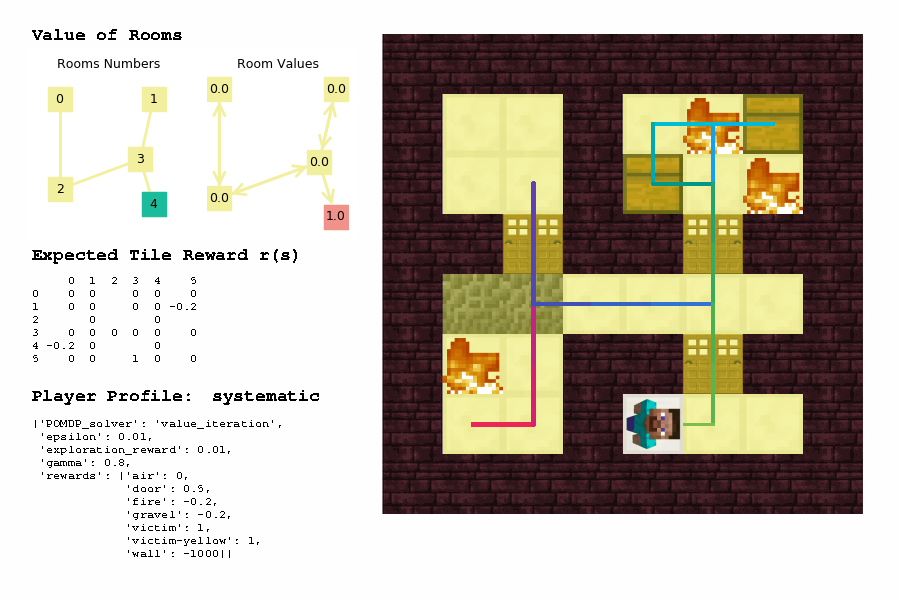 Value of Rooms
Rooms Numbers
Room Values
0
1
3
2
4
0.0
0.0
0.0
0.0
1.0
Expected Tile Reward r(s)
0 1 2 3 4 5
0 0 0 0 0 0
1 0 0 0 0 -0.2
2 0 0
3 0 0 0 0 0 0
4 -0.2 0 0
5 0 0 1 0 0
Player Profile: systematic
{'POMDP_solver': 'value_iteration',
'epsilon': 0.01,
'exploration_reward': 0.01,
'gamma': 0.8,
'rewards': {'air': 0,
'door': 0.5,
'fire': -0.2,
'gravel': -0.2,
'victim': 1,
'victim-yellow': 1,
'wall': -1000}}